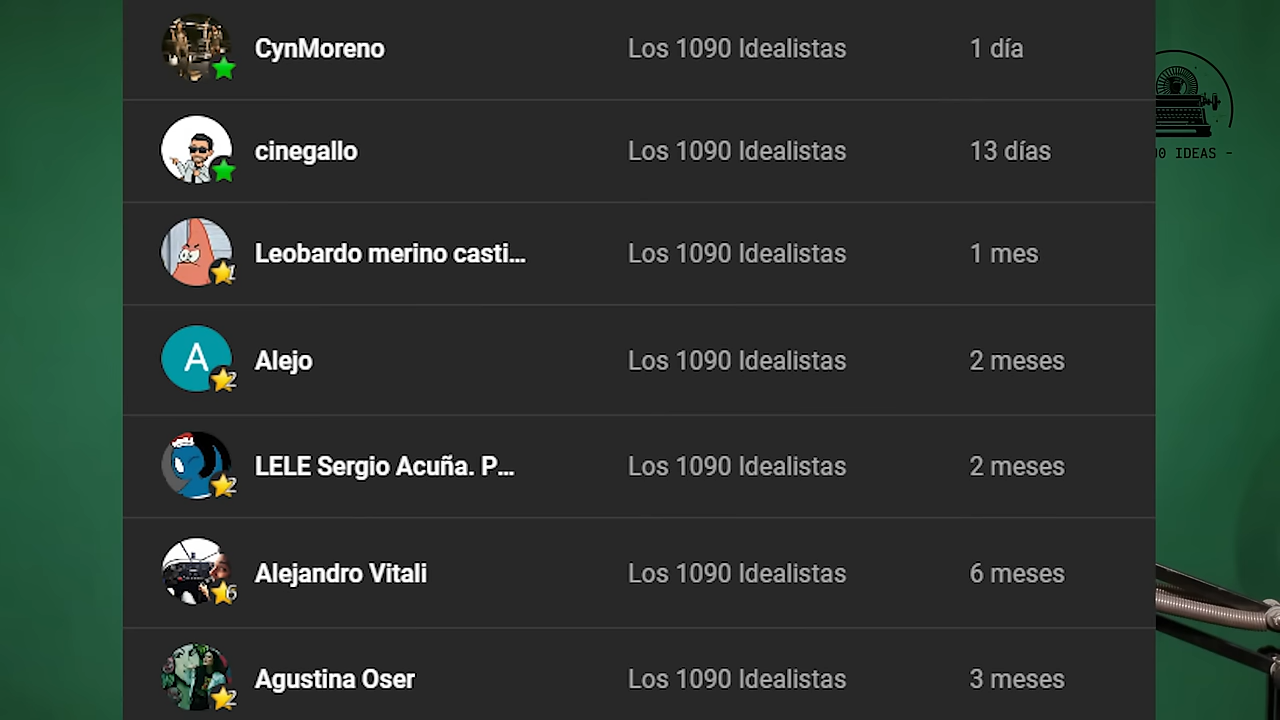 CynMoreno Los 1090 Idealistas 1 día
cinegallo Los 1090 Idealistas 13 días
Leobardo merino casti... Los 1090 Idealistas 1 mes
A
Alejo Los 1090 Idealistas 2 meses
LELE Sergio Acuña. P... Los 1090 Idealistas 2 meses
Alejandro Vitali Los 1090 Idealistas 6 meses
Agustina Oser Los 1090 Idealistas 3 meses
IDEAS -